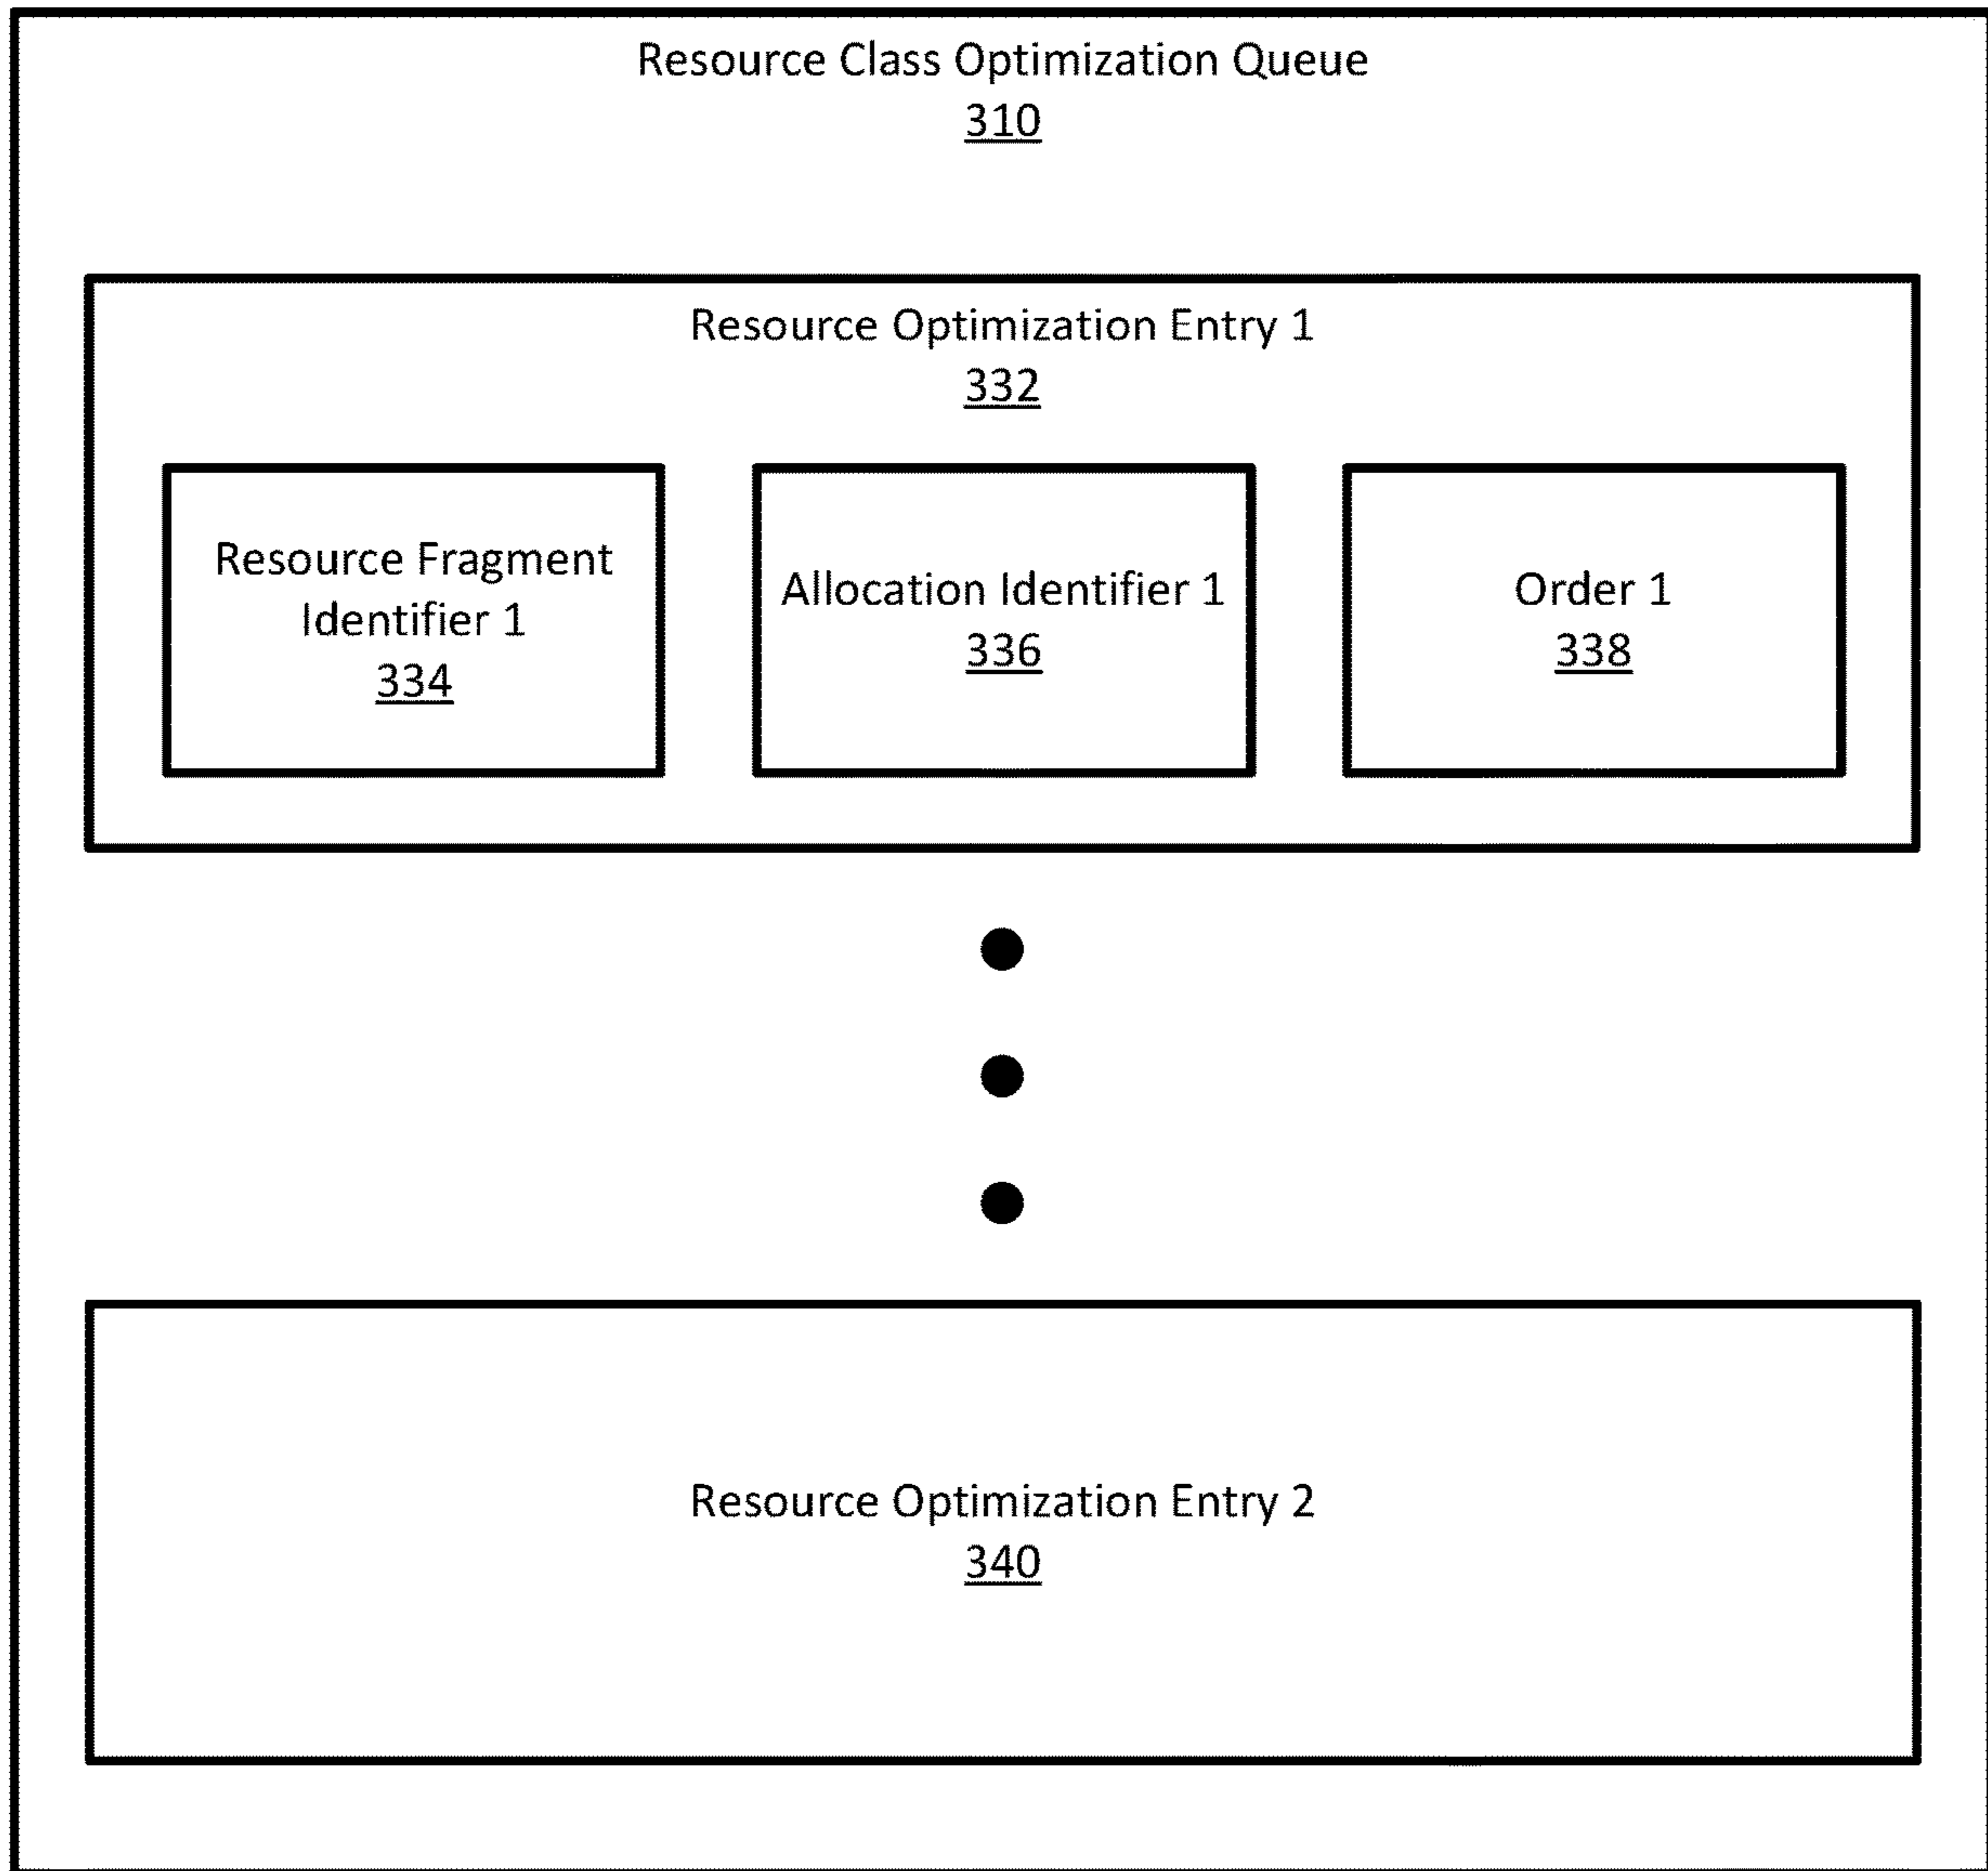 Resource Class Optimization Queue
310
Resource Optimization Entry 1
332
Resource Fragment
Identifier 1
334
Allocation Identifier 1
336
Order 1
338
Resource Optimization Entry 2
340